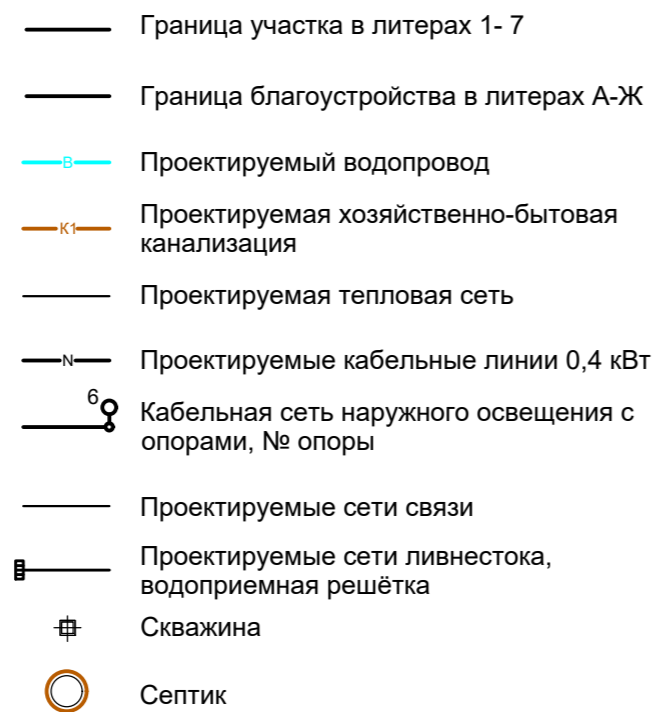 Граница участка в литерах 1- 7
Граница благоустройства в литерах А-Ж
В Проектируемый водопровод
К1 Проектируемая хозяйственно-бытовая
канализация
Проектируемая тепловая сеть
N Проектируемые кабельные линии 0,4 кВт
6 Кабельная сеть наружного освещения с
опорами, № опоры
Проектируемые сети связи
Проектируемые сети ливнестока,
водоприемная решётка
Скважина
Септик